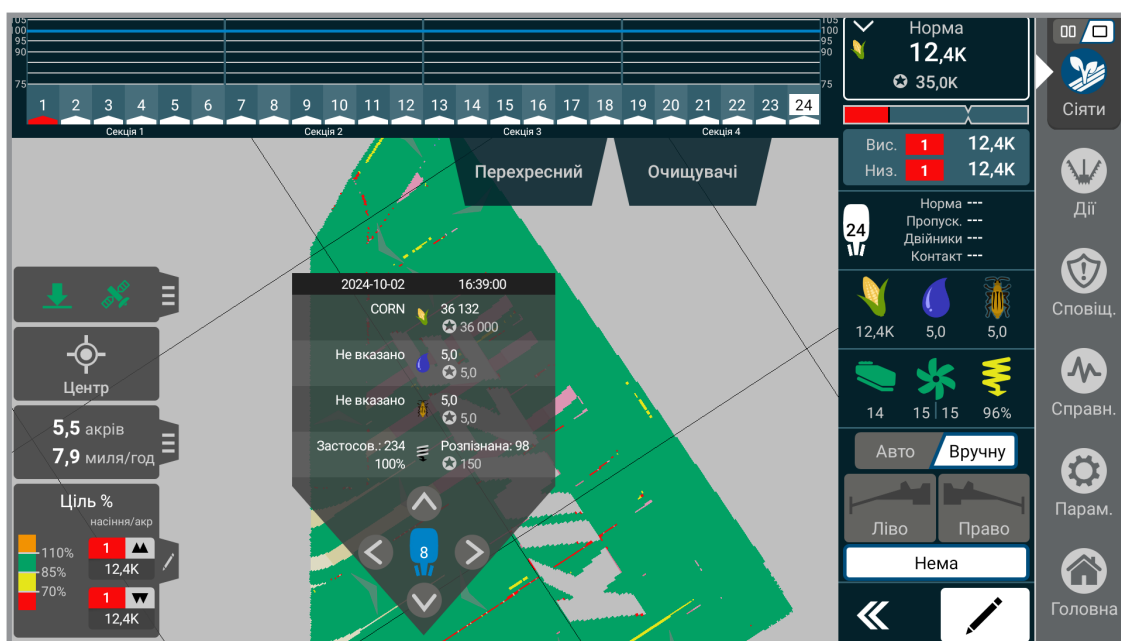 105
100
95
90
75
105
100
95
90
75
1 2 3 4 5 6 7 8 9 10 11 12 13 14 15 16 17 18 19 20 21 22 23 24
Секція 1 Секція 2 Секція 3 Секція 4
Перехресний
Очищувачі
Центр
5,5 акрів
7,9 миля/год
Ціль %
насіння/акр
110%
85%
70%
1
12,4K
1
12,4K
2024-10-02 16:39:00
CORN 36 132
36 000
Не вказано 5,0
5,0
Не вказано 5,0
5,0
Застосов.: 234 Розпізнана: 98
100% 150
8
Норма
12,4K
35,0K
Вис. 1 12,4K
Низ. 1 12,4K
24
Норма ---
Пропуск. ---
Двійники ---
Контакт ---
12,4K 5,0 5,0
14 15 15 96%
Авто Вручну
Ліво Право
Нема
Сіяти
Дії
Сповіщ.
Справн.
Парам.
Головна